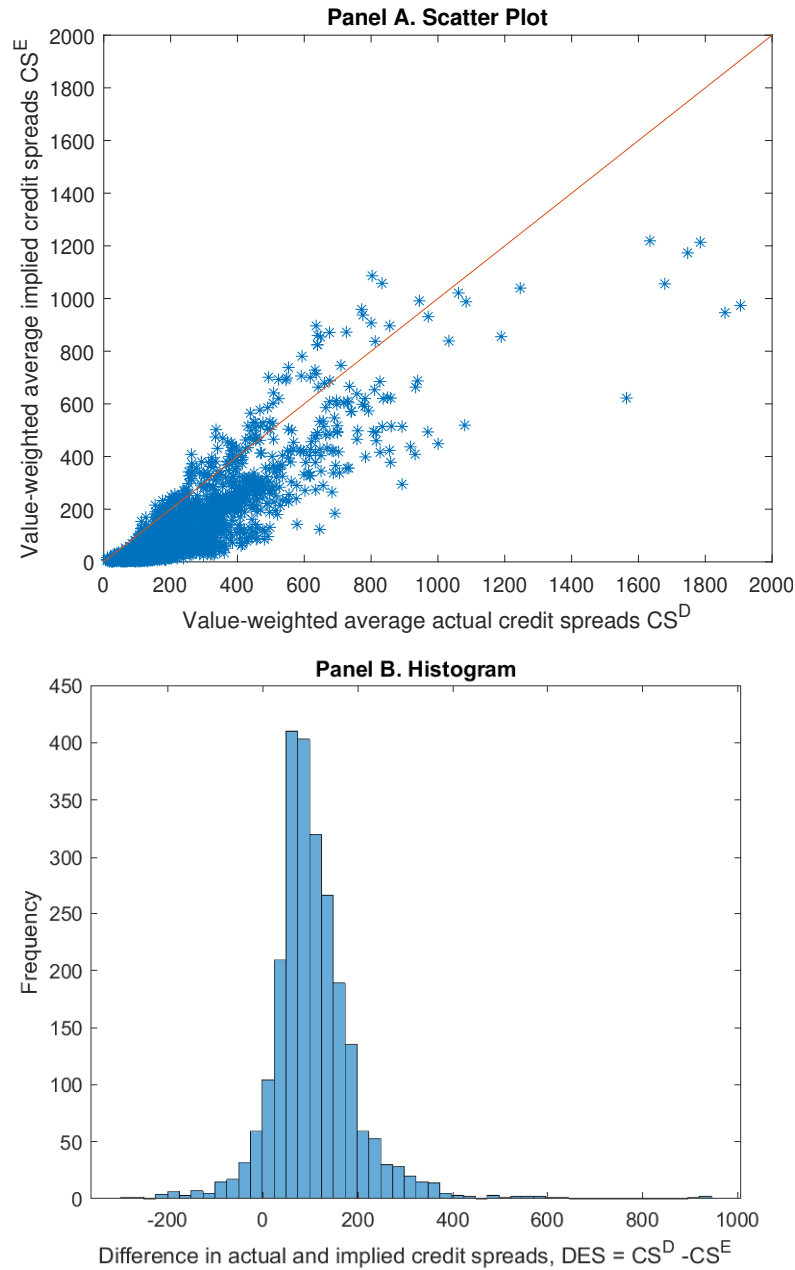 Panel A. Scatter Plot
2000
1800
1600
1400
1200
1000
800
600
400
200
0
Value-weighted average implied credit spreads CS^E
0 200 400 600 800 1000 1200 1400 1600 1800 2000
Value-weighted average actual credit spreads CS^D
Panel B. Histogram
450
400
350
300
250
200
150
100
50
0
Frequency
-200 0 200 400 600 800 1000
Difference in actual and implied credit spreads, DES = CS^D -CS^E